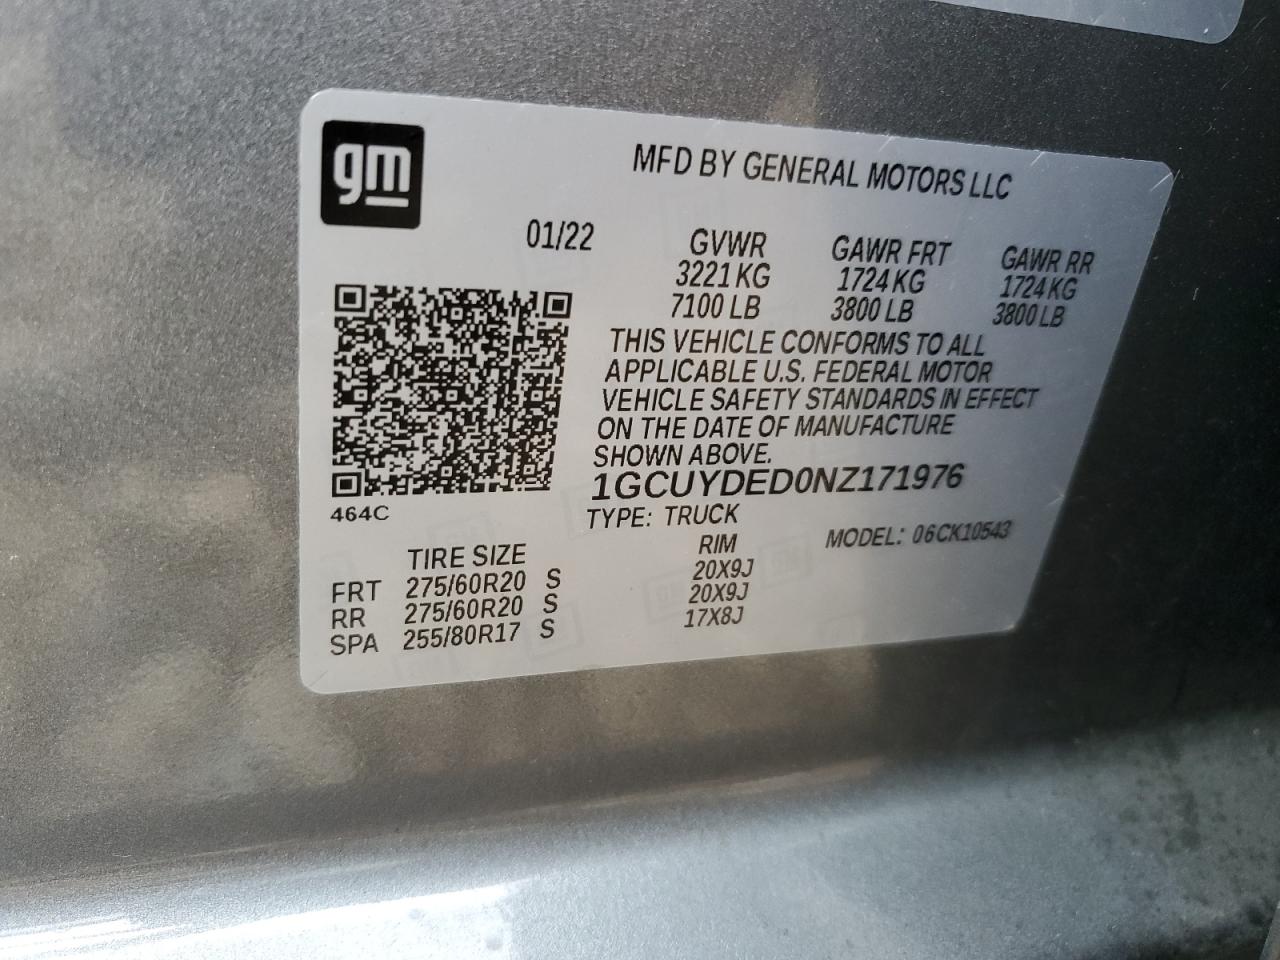 gm
MFD BY GENERAL MOTORS LLC
01/22
GVWR GAWR FRT GAWR RR
3221 KG 1724 KG 1724 KG
7100 LB 3800 LB 3800 LB
THIS VEHICLE CONFORMS TO ALL
APPLICABLE U.S. FEDERAL MOTOR
VEHICLE SAFETY STANDARDS IN EFFECT
ON THE DATE OF MANUFACTURE
SHOWN ABOVE.
1GCUYDED0NZ171976
464C
TYPE: TRUCK
MODEL: 06CK10543
TIRE SIZE RIM
FRT 275/60R20 S 20X9J
RR 275/60R20 S 20X9J
SPA 255/80R17 S 17X8J